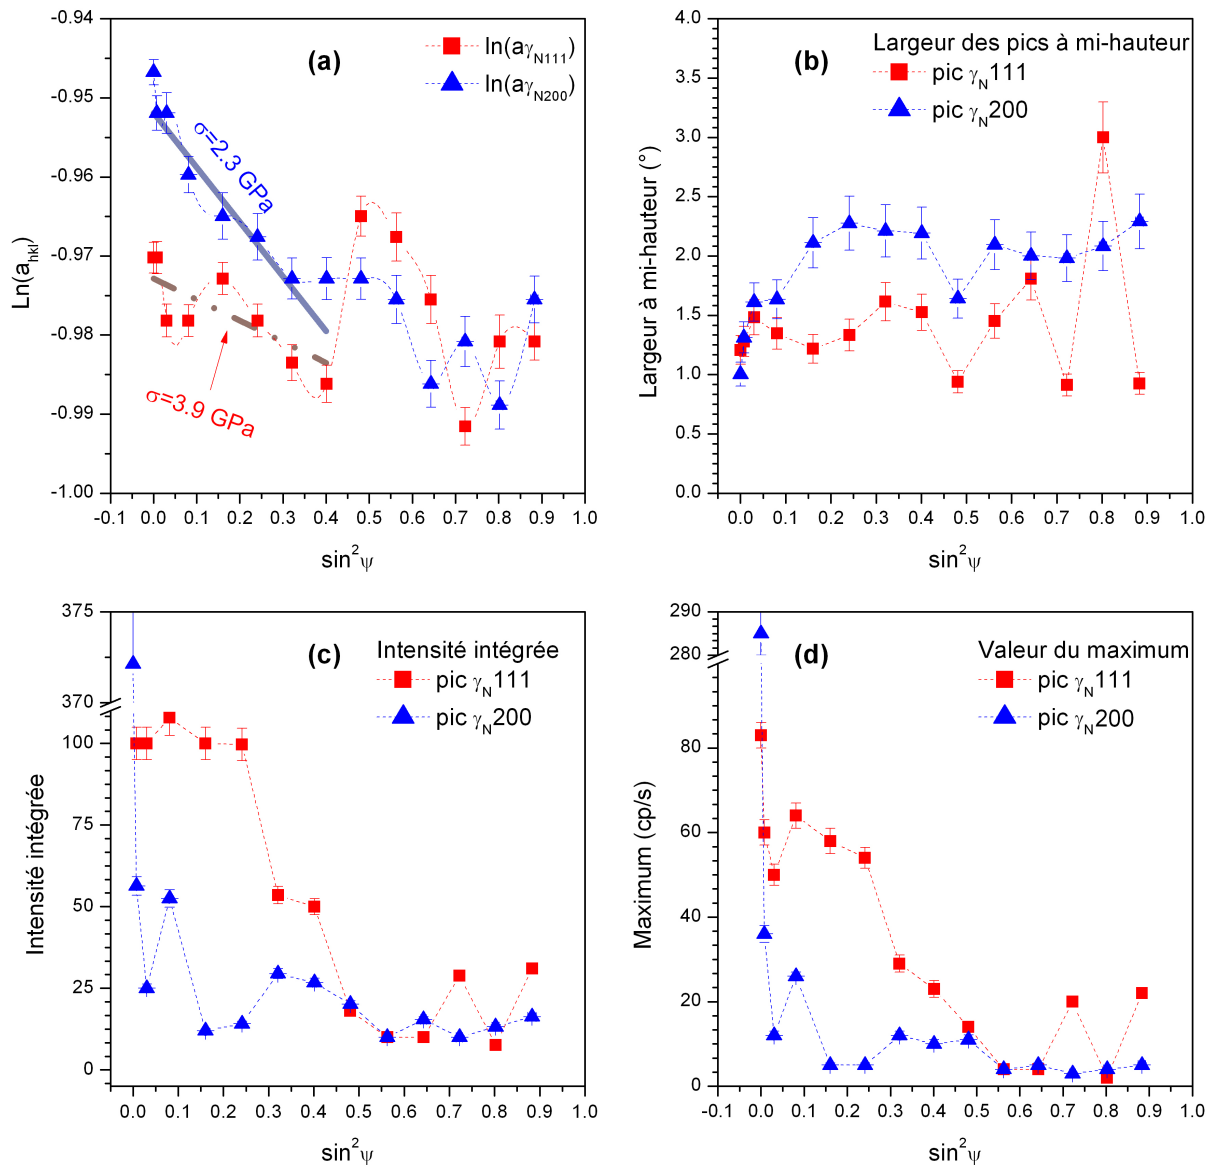 (a)
ln(aγN111)
ln(aγN200)
σ=2.3 GPa
σ=3.9 GPa
Ln(ahkl)
-0.94
-0.95
-0.96
-0.97
-0.98
-0.99
-1.00
-0.1 0.0 0.1 0.2 0.3 0.4 0.5 0.6 0.7 0.8 0.9 1.0
sin²ψ
(b)
Largeur des pics à mi-hauteur
pic γN111
pic γN200
Largeur à mi-hauteur (°)
4.0
3.5
3.0
2.5
2.0
1.5
1.0
0.5
0.0
0.0 0.1 0.2 0.3 0.4 0.5 0.6 0.7 0.8 0.9 1.0
sin²ψ
(c)
Intensité intégrée
pic γN111
pic γN200
Intensité intégrée
375
370
100
75
50
25
0
0.0 0.1 0.2 0.3 0.4 0.5 0.6 0.7 0.8 0.9 1.0
sin²ψ
(d)
Valeur du maximum
pic γN111
pic γN200
Maximum (cp/s)
290
280
80
60
40
20
0
-0.1 0.0 0.1 0.2 0.3 0.4 0.5 0.6 0.7 0.8 0.9 1.0
sin²ψ